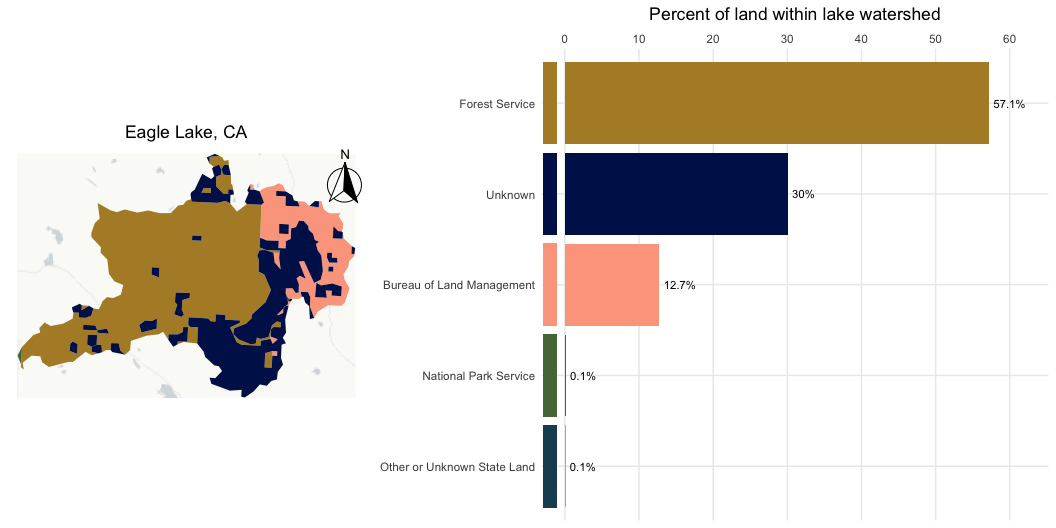 Eagle Lake, CA
N
Percent of land within lake watershed
0 10 20 30 40 50 60
Forest Service 57.1%
Unknown 30%
Bureau of Land Management 12.7%
National Park Service 0.1%
Other or Unknown State Land 0.1%